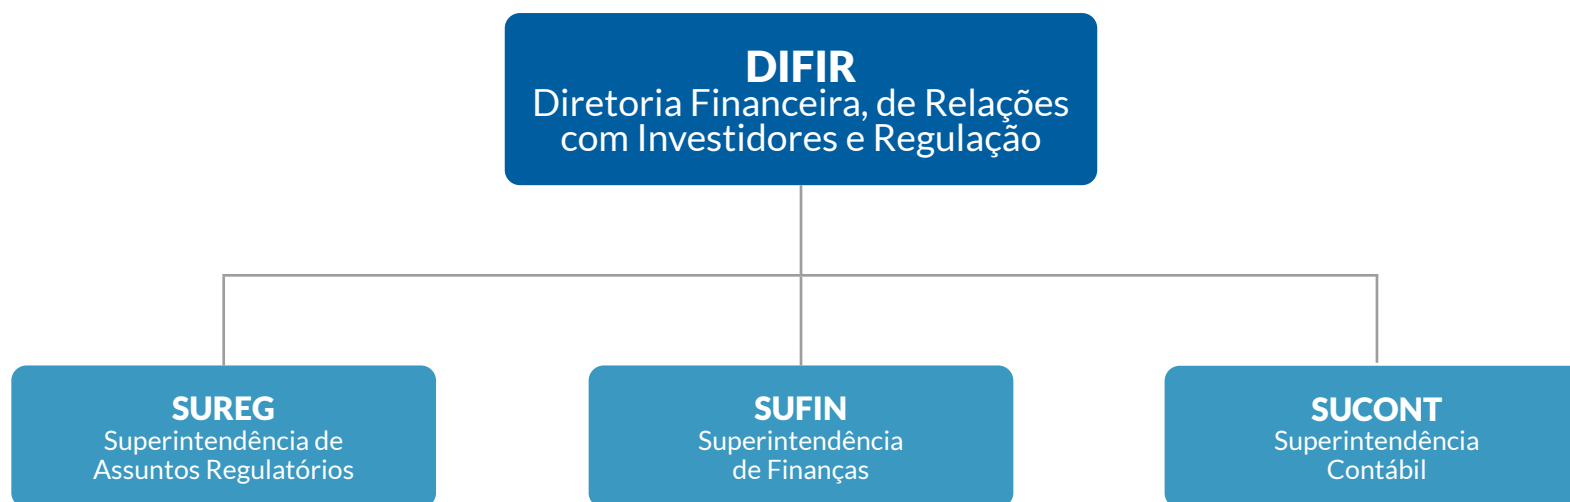 DIFIR
Diretoria Financeira, de Relações
com Investidores e Regulação
SUREG
Superintendência de
Assuntos Regulatórios
SUFIN
Superintendência
de Finanças
SUCONT
Superintendência
Contábil